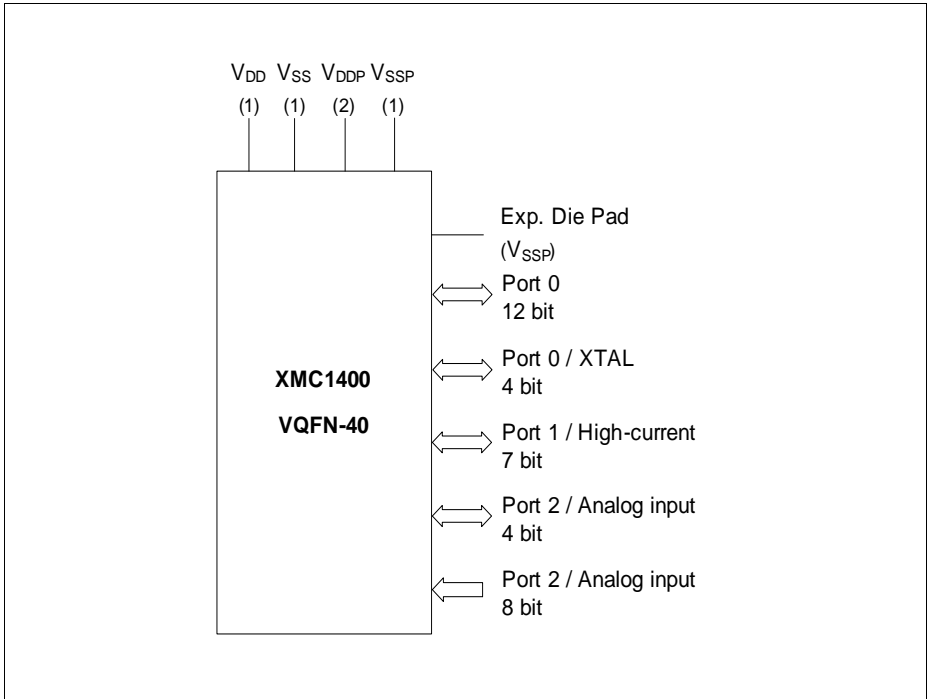 VDD VSS VDDP VSSP
(1) (1) (2) (1)
Exp. Die Pad
(VSSP)
Port 0
12 bit
Port 0 / XTAL
4 bit
XMC1400
VQFN-40
Port 1 / High-current
7 bit
Port 2 / Analog input
4 bit
Port 2 / Analog input
8 bit